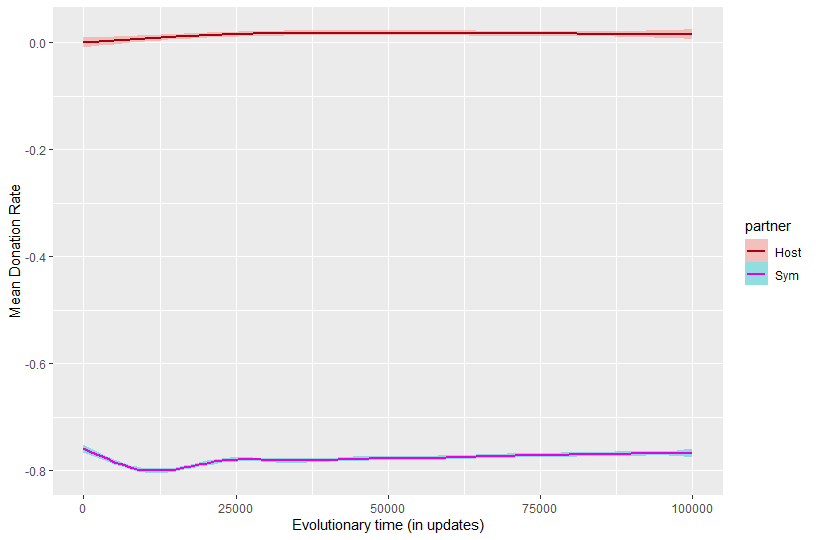 Mean Donation Rate
0.0
-0.2
-0.4
-0.6
-0.8
0
25000
50000
75000
100000
Evolutionary time (in updates)
partner
Host
Sym